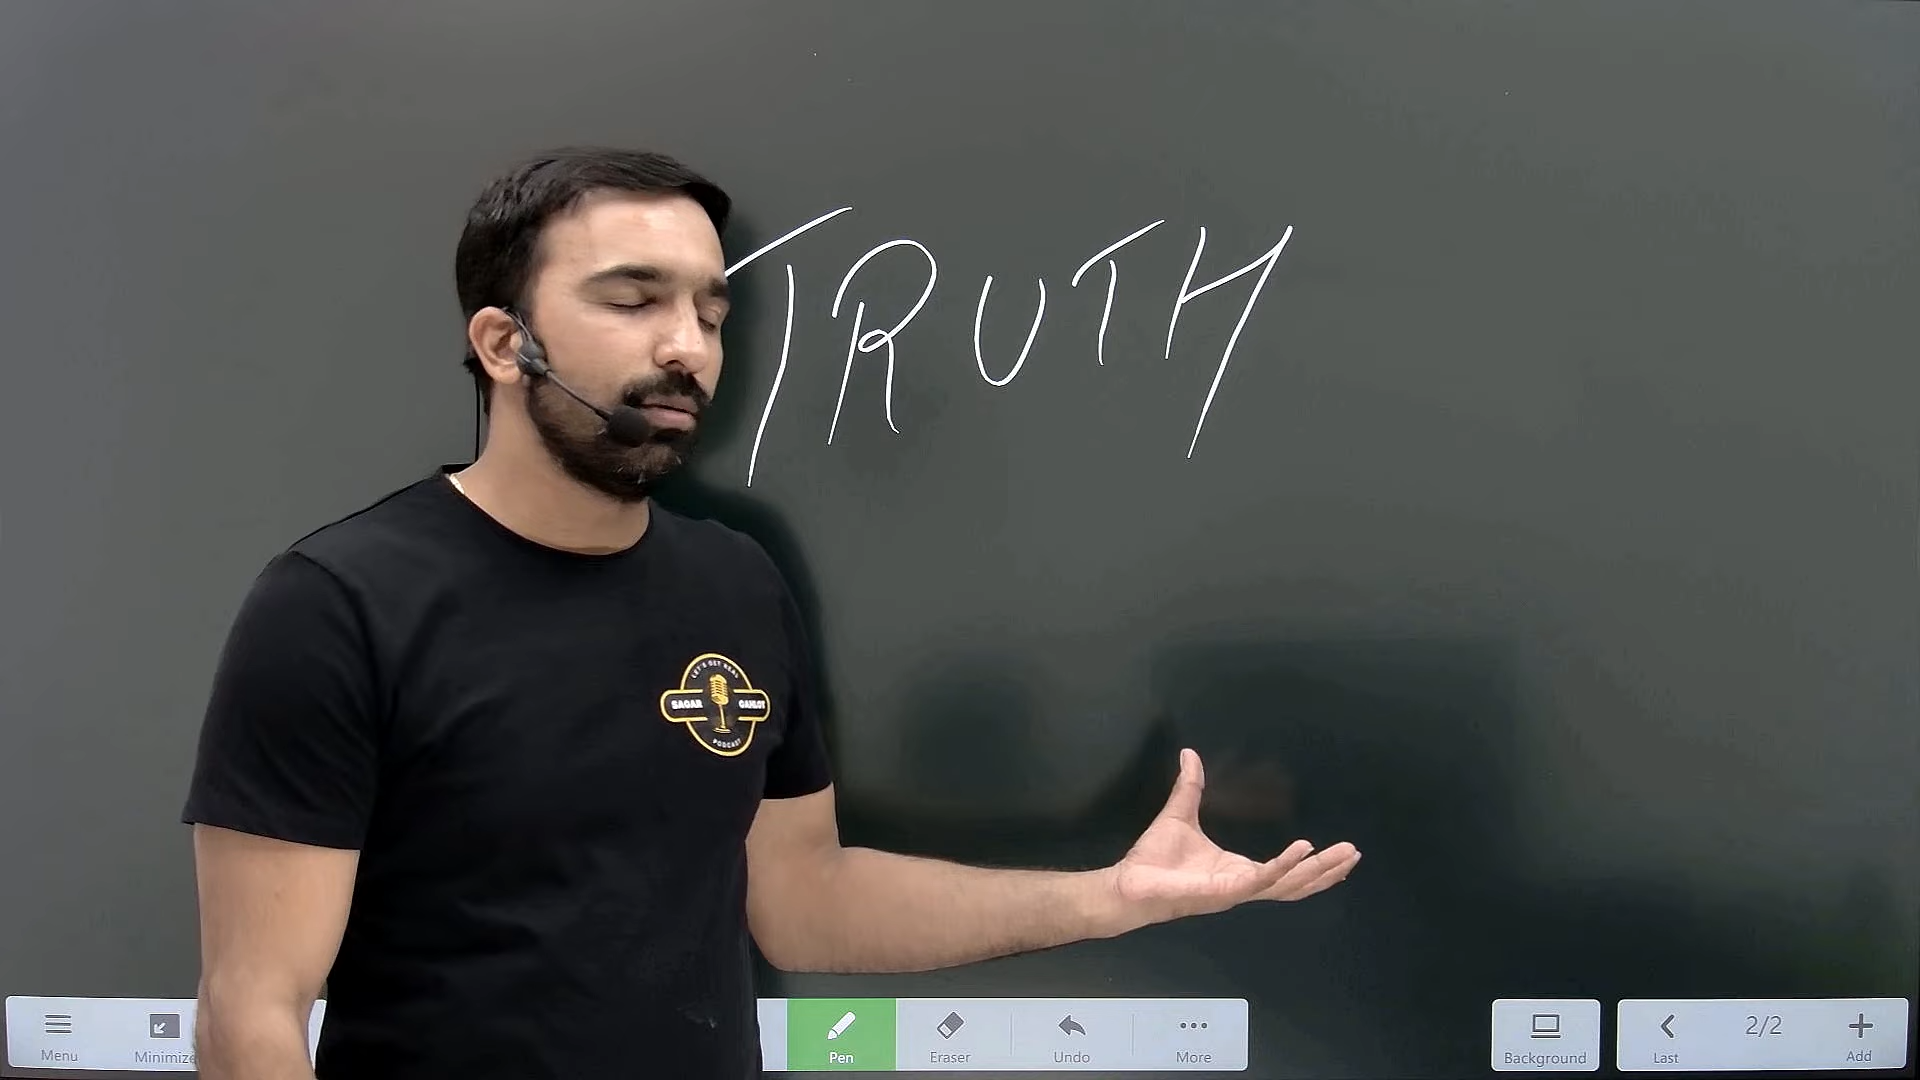 TRUTH
LET'S GET REAL
SAGAR GAHLOT
PODCAST
Menu
Minimize
Pen
Eraser
Undo
More
Background
Last
2/2
Add